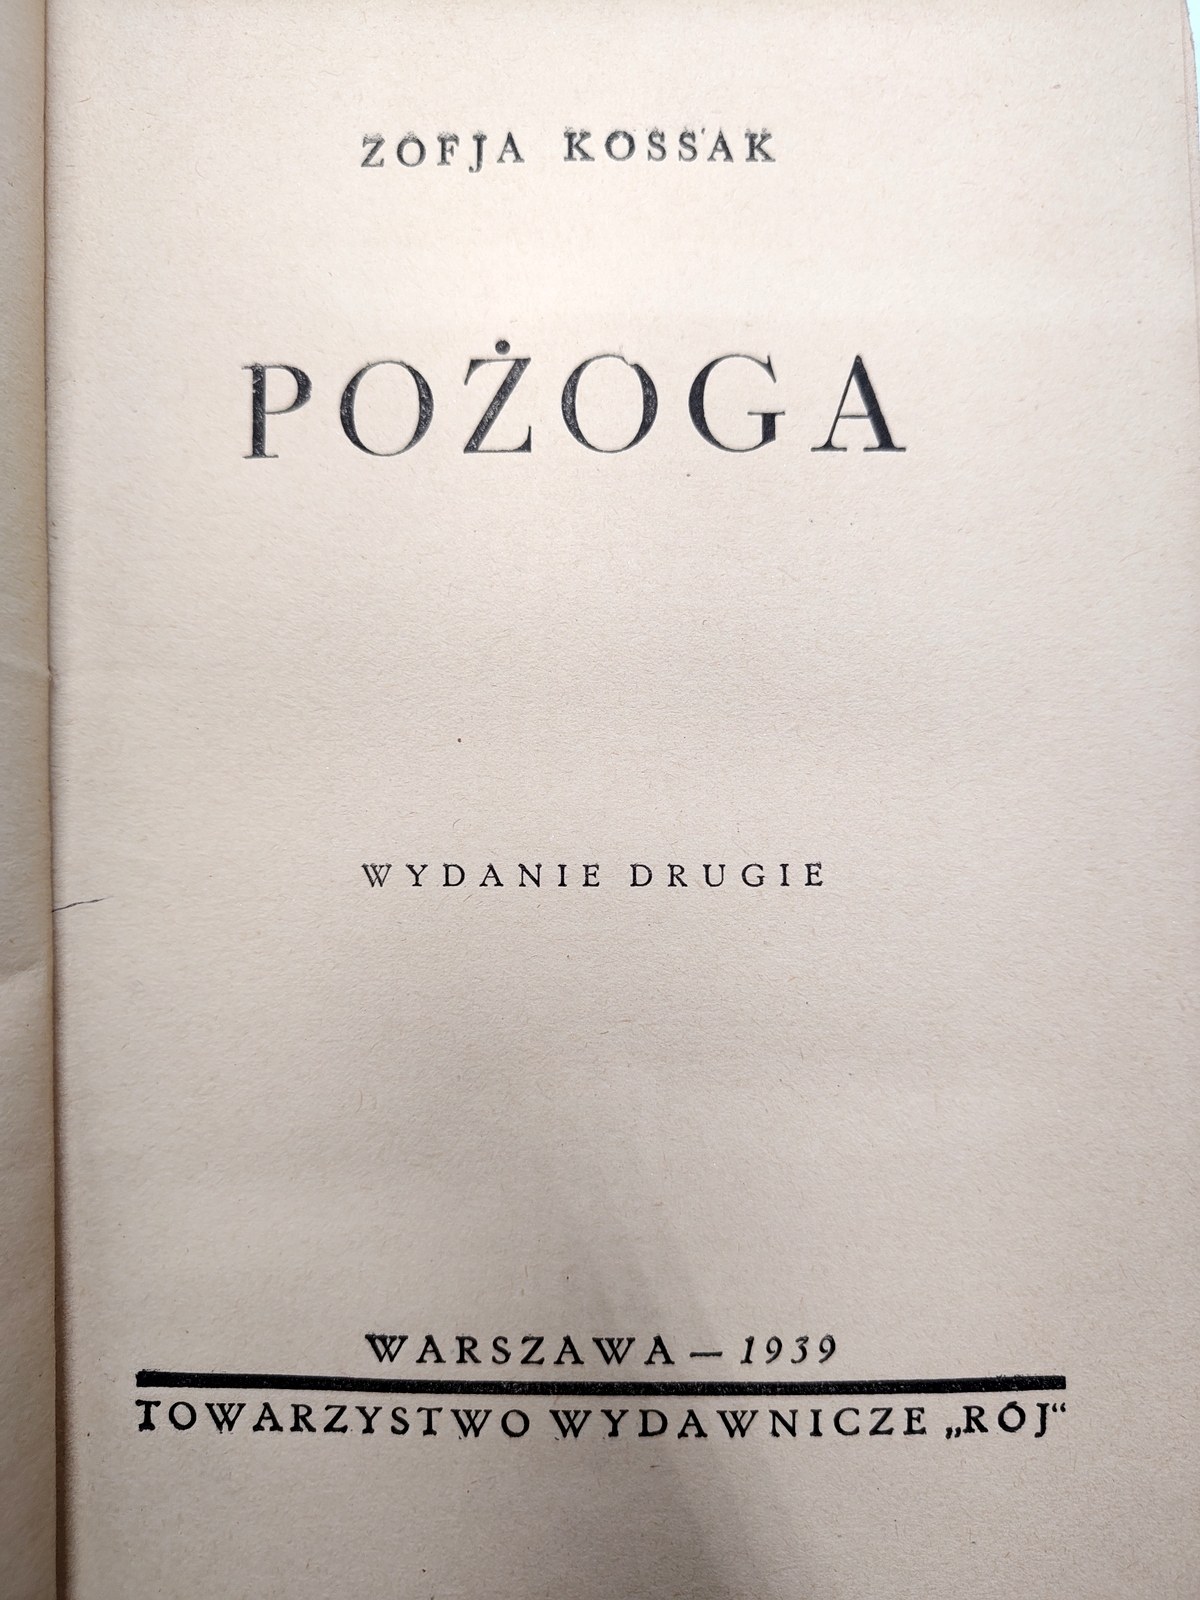 ZOFJA KOSSAK
POŻOGA
WYDANIE DRUGIE
WARSZAWA — 1939
TOWARZYSTWO WYDAWNICZE „RÓJ“